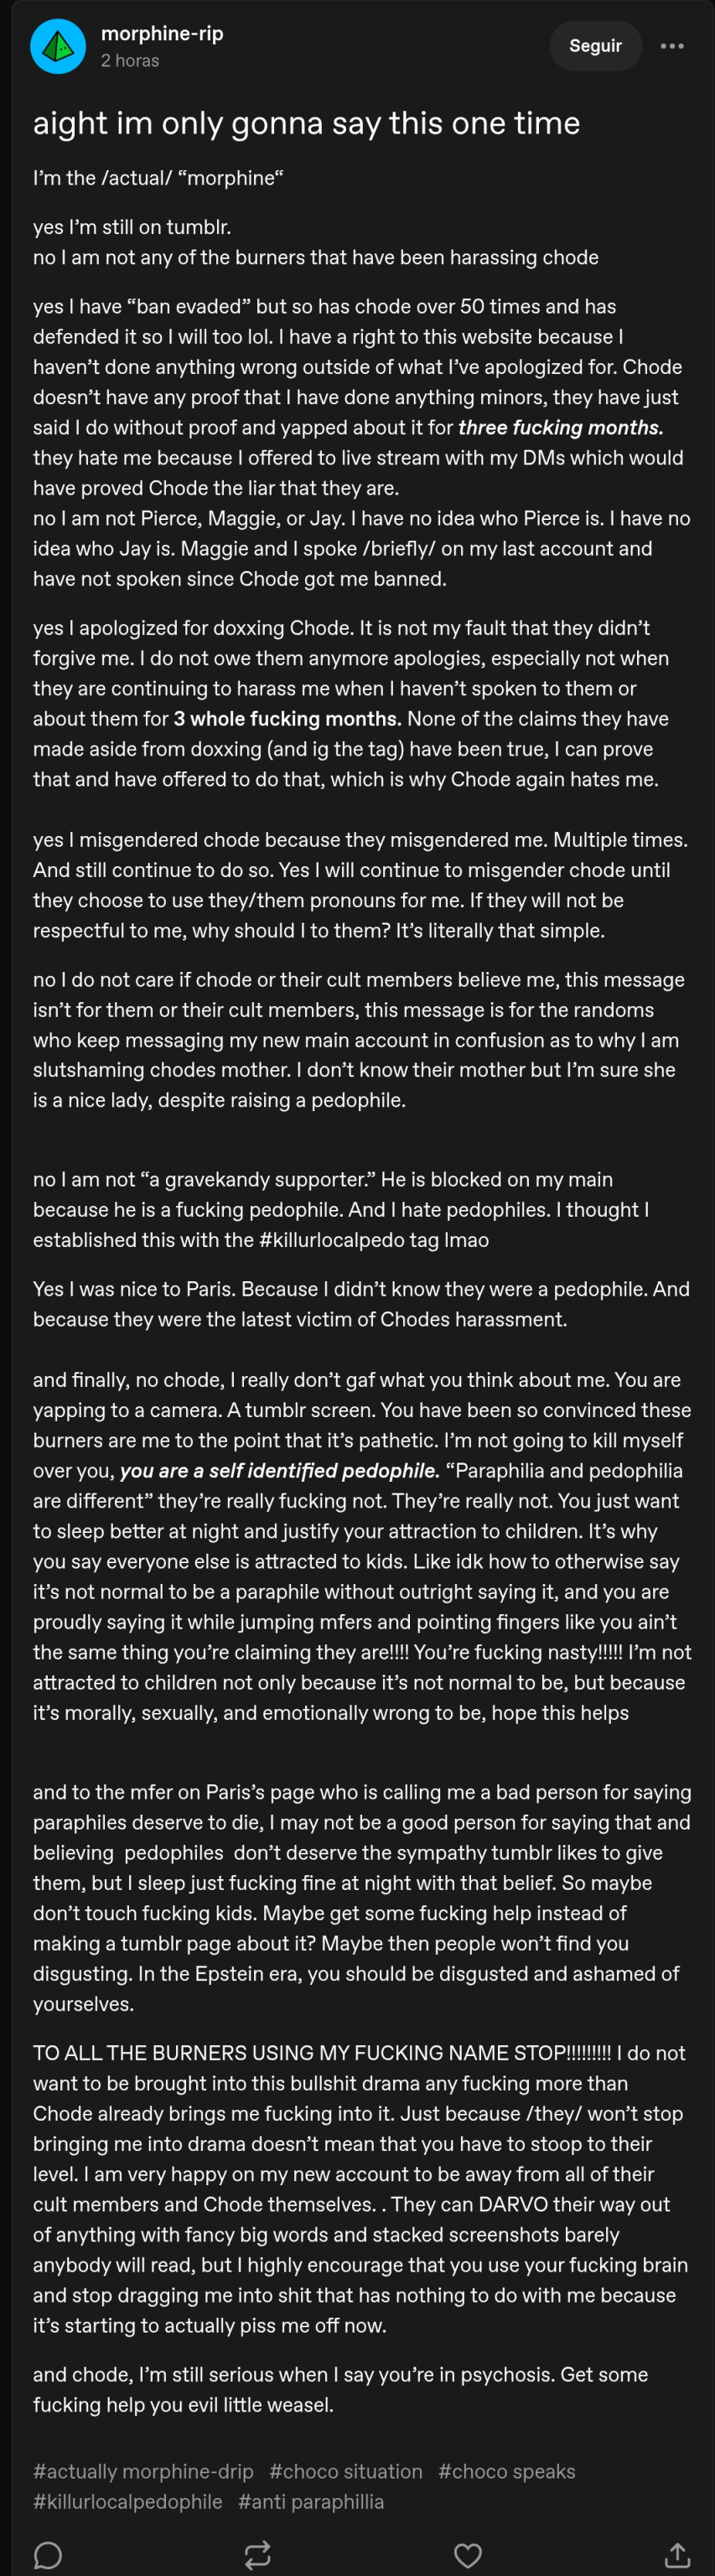 morphine-rip
2 horas
Seguir
aight im only gonna say this one time
I'm the /actual/ “morphine“
yes I'm still on tumblr.
no I am not any of the burners that have been harassing chode
yes I have “ban evaded” but so has chode over 50 times and has
defended it so I will too lol. I have a right to this website because I
haven't done anything wrong outside of what I've apologized for. Chode
doesn't have any proof that I have done anything minors, they have just
said I do without proof and yapped about it for three fucking months.
they hate me because I offered to live stream with my DMs which would
have proved Chode the liar that they are.
no I am not Pierce, Maggie, or Jay. I have no idea who Pierce is. I have no
idea who Jay is. Maggie and I spoke /briefly/ on my last account and
have not spoken since Chode got me banned.
yes I apologized for doxxing Chode. It is not my fault that they didn't
forgive me. I do not owe them anymore apologies, especially not when
they are continuing to harass me when I haven't spoken to them or
about them for 3 whole fucking months. None of the claims they have
made aside from doxxing (and ig the tag) have been true, I can prove
that and have offered to do that, which is why Chode again hates me.
yes I misgendered chode because they misgendered me. Multiple times.
And still continue to do so. Yes I will continue to misgender chode until
they choose to use they/them pronouns for me. If they will not be
respectful to me, why should I to them? It's literally that simple.
no I do not care if chode or their cult members believe me, this message
isn't for them or their cult members, this message is for the randoms
who keep messaging my new main account in confusion as to why I am
slutshaming chodes mother. I don't know their mother but I'm sure she
is a nice lady, despite raising a pedophile.
no I am not “a gravekandy supporter.” He is blocked on my main
because he is a fucking pedophile. And I hate pedophiles. I thought I
established this with the #killurlocalpedo tag lmao
Yes I was nice to Paris. Because I didn't know they were a pedophile. And
because they were the latest victim of Chodes harassment.
and finally, no chode, I really don't gaf what you think about me. You are
yapping to a camera. A tumblr screen. You have been so convinced these
burners are me to the point that it's pathetic. I'm not going to kill myself
over you, you are a self identified pedophile. “Paraphilia and pedophilia
are different” they're really fucking not. They're really not. You just want
to sleep better at night and justify your attraction to children. It's why
you say everyone else is attracted to kids. Like idk how to otherwise say
it's not normal to be a paraphile without outright saying it, and you are
proudly saying it while jumping mfers and pointing fingers like you ain't
the same thing you're claiming they are!!!! You're fucking nasty!!!!! I'm not
attracted to children not only because it's not normal to be, but because
it's morally, sexually, and emotionally wrong to be, hope this helps
and to the mfer on Paris's page who is calling me a bad person for saying
paraphiles deserve to die, I may not be a good person for saying that and
believing  pedophiles  don't deserve the sympathy tumblr likes to give
them, but I sleep just fucking fine at night with that belief. So maybe
don't touch fucking kids. Maybe get some fucking help instead of
making a tumblr page about it? Maybe then people won't find you
disgusting. In the Epstein era, you should be disgusted and ashamed of
yourselves.
TO ALL THE BURNERS USING MY FUCKING NAME STOP!!!!!!!!! I do not
want to be brought into this bullshit drama any fucking more than
Chode already brings me fucking into it. Just because /they/ won't stop
bringing me into drama doesn't mean that you have to stoop to their
level. I am very happy on my new account to be away from all of their
cult members and Chode themselves. . They can DARVO their way out
of anything with fancy big words and stacked screenshots barely
anybody will read, but I highly encourage that you use your fucking brain
and stop dragging me into shit that has nothing to do with me because
it's starting to actually piss me off now.
and chode, I'm still serious when I say you're in psychosis. Get some
fucking help you evil little weasel.
#actually morphine-drip #choco situation #choco speaks
#killurlocalpedophile #anti paraphillia